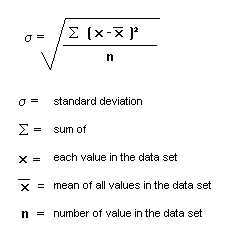 σ = √ Σ (x - x̅)²
n
σ = standard deviation
Σ = sum of
x = each value in the data set
x̅ = mean of all values in the data set
n = number of value in the data set